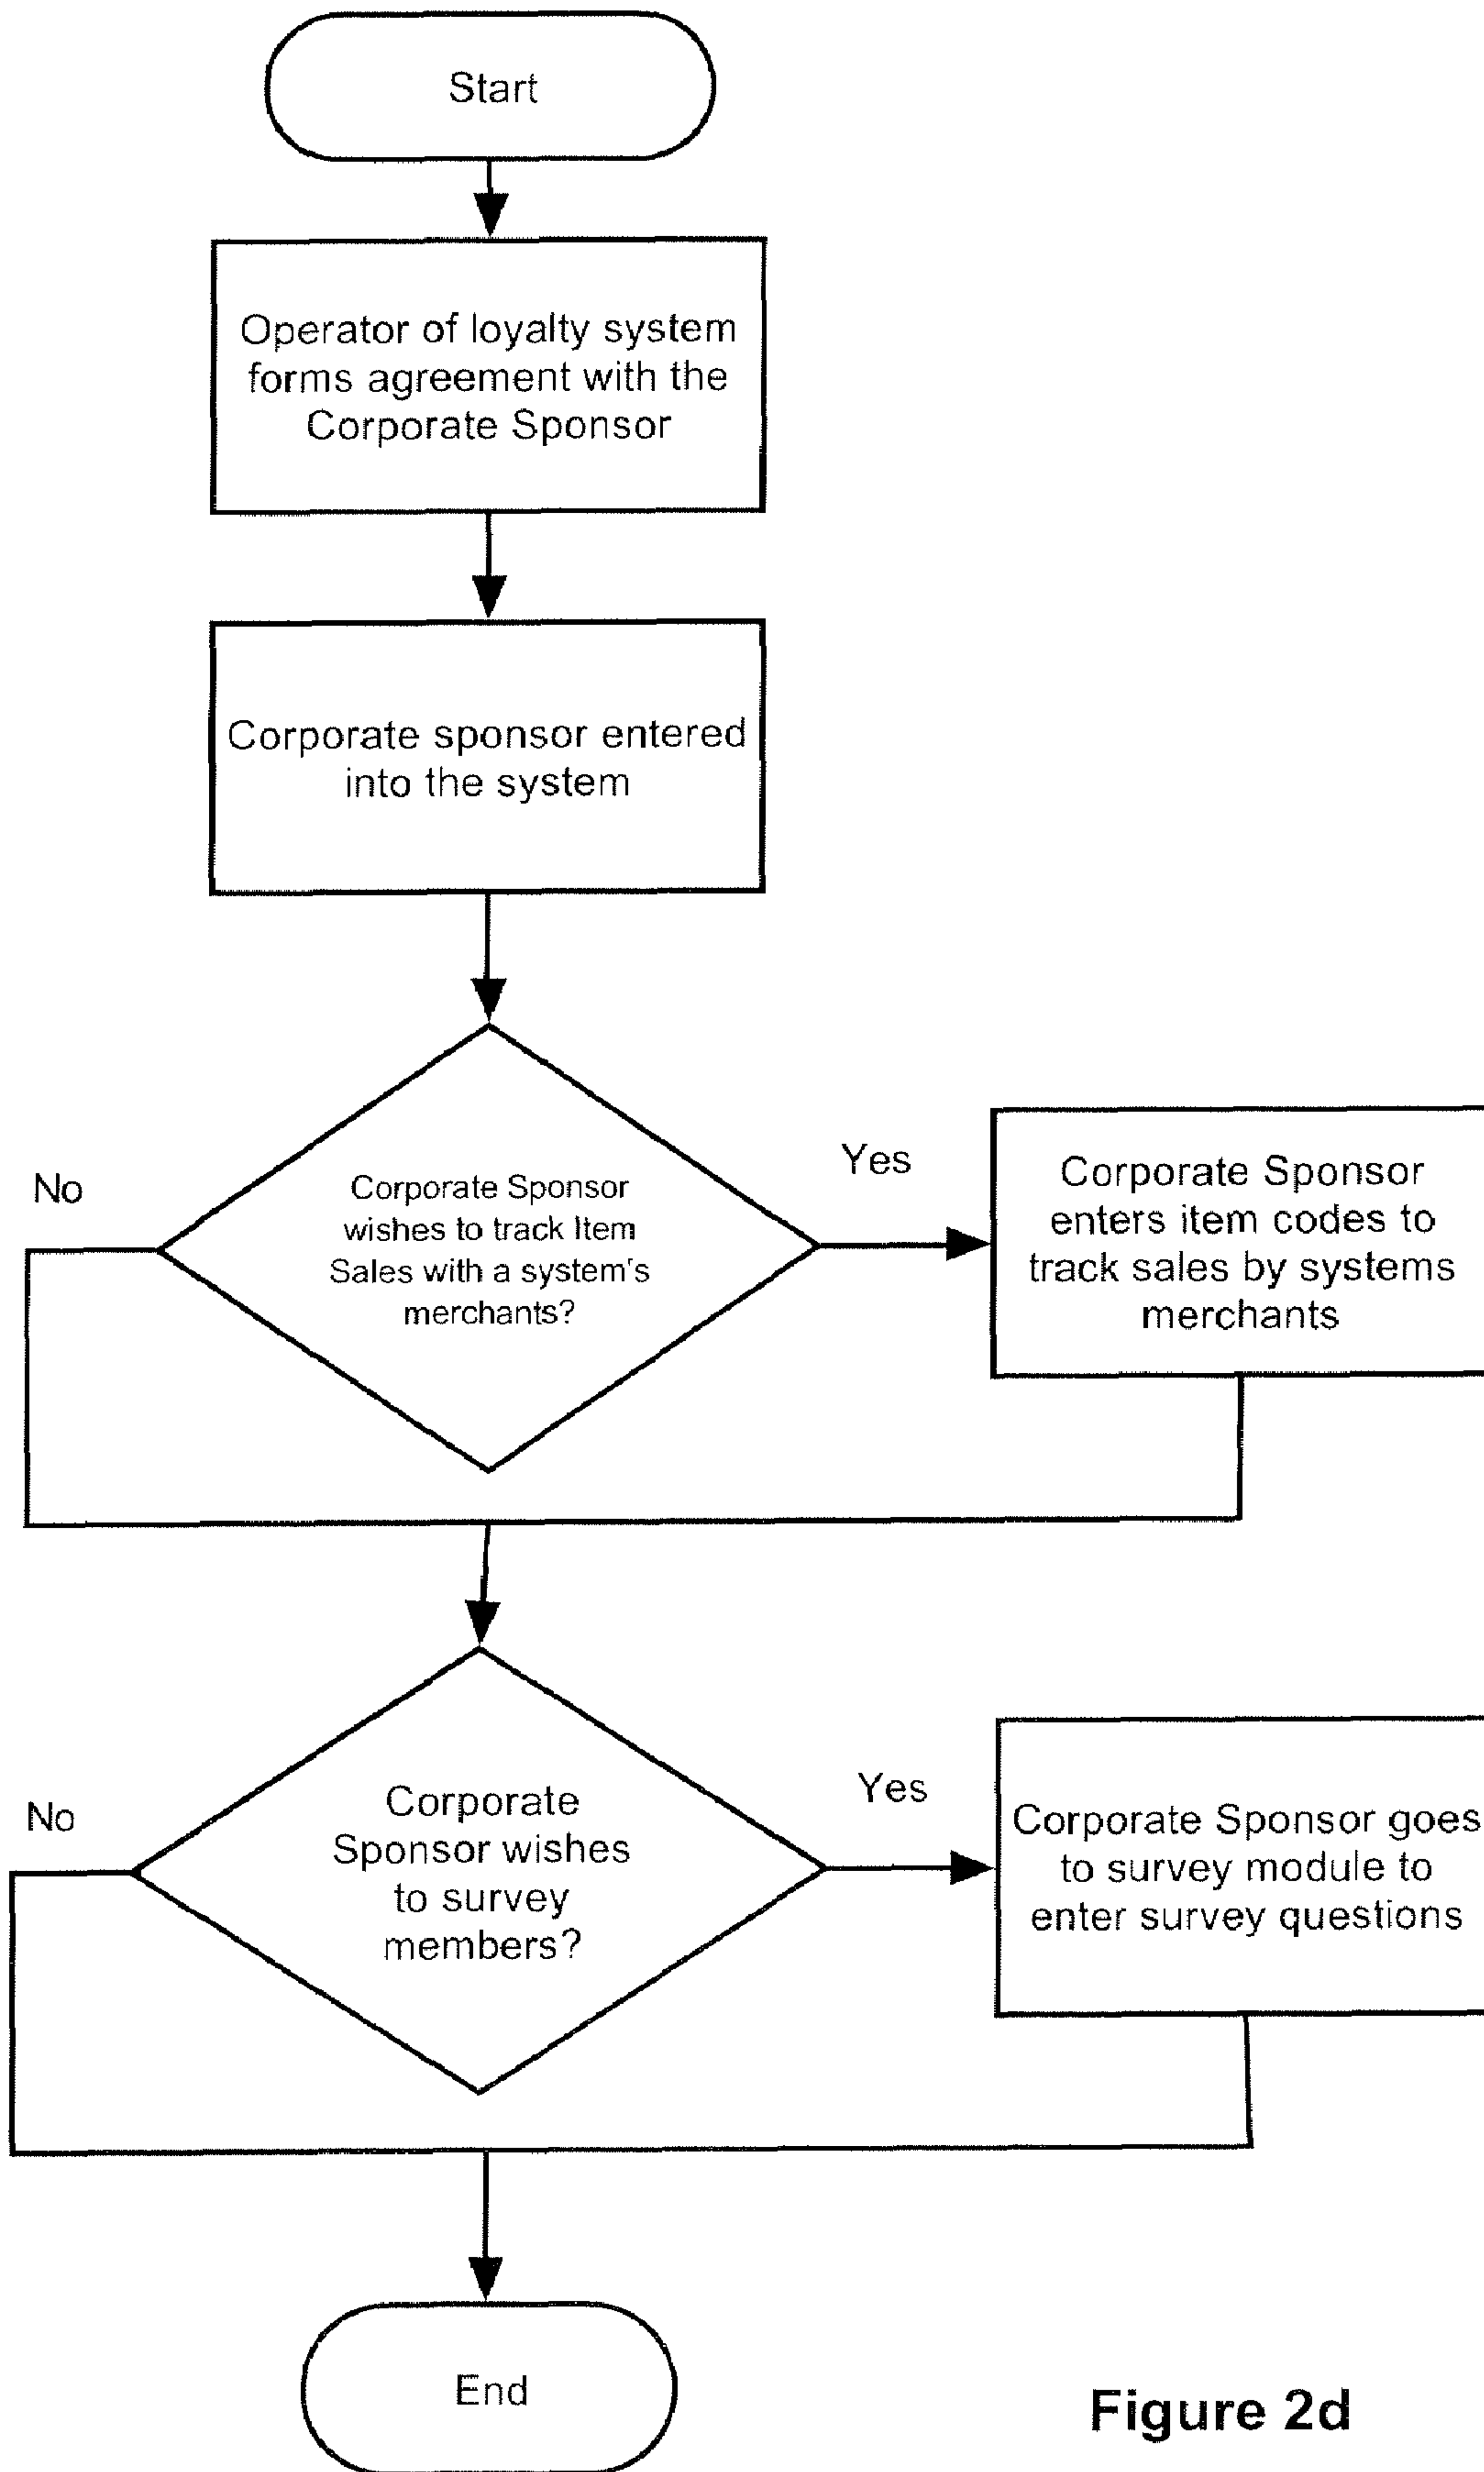 Start
Operator of loyalty system
forms agreement with the
Corporate Sponsor
Corporate sponsor entered
into the system
No
Corporate Sponsor
wishes to track Item
Sales with a system's
merchants?
Yes
Corporate Sponsor
enters item codes to
track sales by systems
merchants
No
Corporate
Sponsor wishes
to survey
members?
Yes
Corporate Sponsor goes
to survey module to
enter survey questions
End
Figure 2d